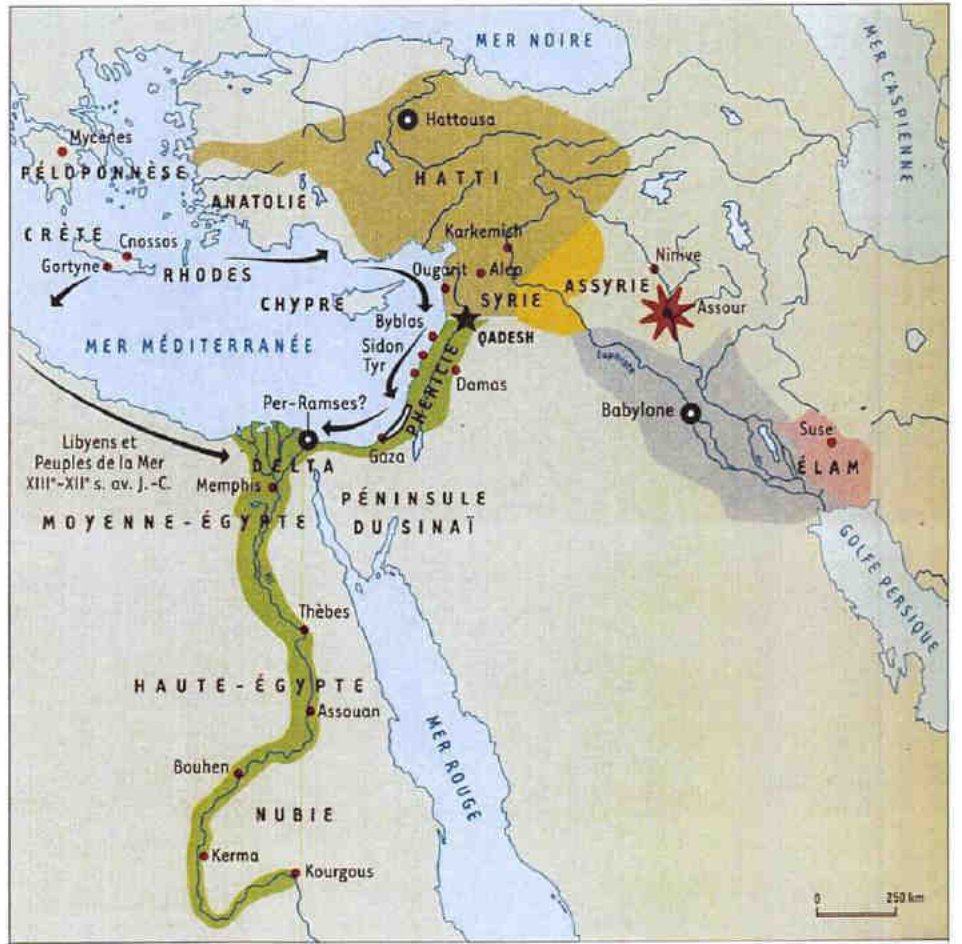 MER NOIRE
MER CASPIENNE
Hattousa
Mycènes
PÉLOPONNÈSE
HATTI
ANATOLIE
CRÈTE
Cnossos
Karkemish
Gortyne
RHODES
Ninive
Ougarit
Alep
ASSYRIE
CHYPRE
SYRIE
Assour
Byblos
QADESH
MER MÉDITERRANÉE
Sidon
Tyr
PHÉNICIE
Damas
Euphrate
Per-Ramses?
Babylone
Suse
Libyens et
Peuples de la Mer
XIIIe-XIIe s. av. J.-C.
Gaza
DELTA
ÉLAM
Memphis
PÉNINSULE
DU SINAÏ
MOYENNE-ÉGYPTE
GOLFE PERSIQUE
Thèbes
HAUTE-ÉGYPTE
Assouan
MER ROUGE
Bouhen
NUBIE
Kerma
Kourgous
0 250 km